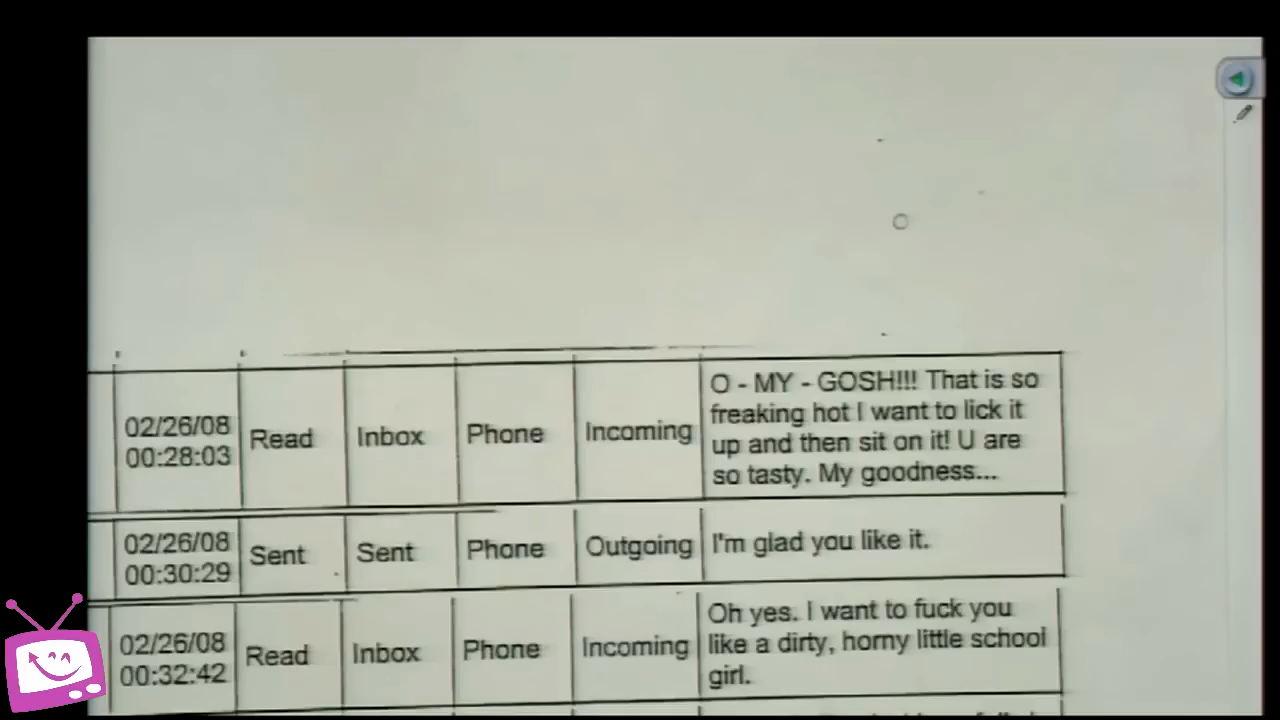 02/26/08
00:28:03
Read
Inbox
Phone
Incoming
O - MY - GOSH!!! That is so
freaking hot I want to lick it
up and then sit on it! U are
so tasty. My goodness...
02/26/08
00:30:29
Sent
Sent
Phone
Outgoing
I'm glad you like it.
02/26/08
00:32:42
Read
Inbox
Phone
Incoming
Oh yes. I want to fuck you
like a dirty, horny little school
girl.